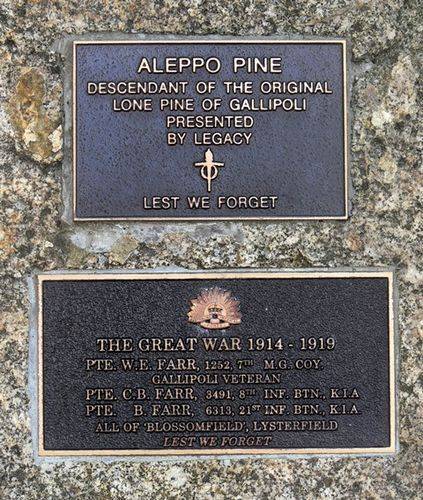 ALEPPO PINE
DESCENDANT OF THE ORIGINAL
LONE PINE OF GALLIPOLI
PRESENTED
BY LEGACY
LEST WE FORGET
THE GREAT WAR 1914 - 1919
PTE. W.E. FARR, 1252, 7TH M.G. COY
GALLIPOLI VETERAN
PTE. C.B. FARR, 3491, 8TH INF. BTN., K.I.A
PTE. B. FARR, 6313, 21ST INF. BTN., K.I.A.
ALL OF 'BLOSSOMFIELD', LYSTERFIELD
LEST WE FORGET